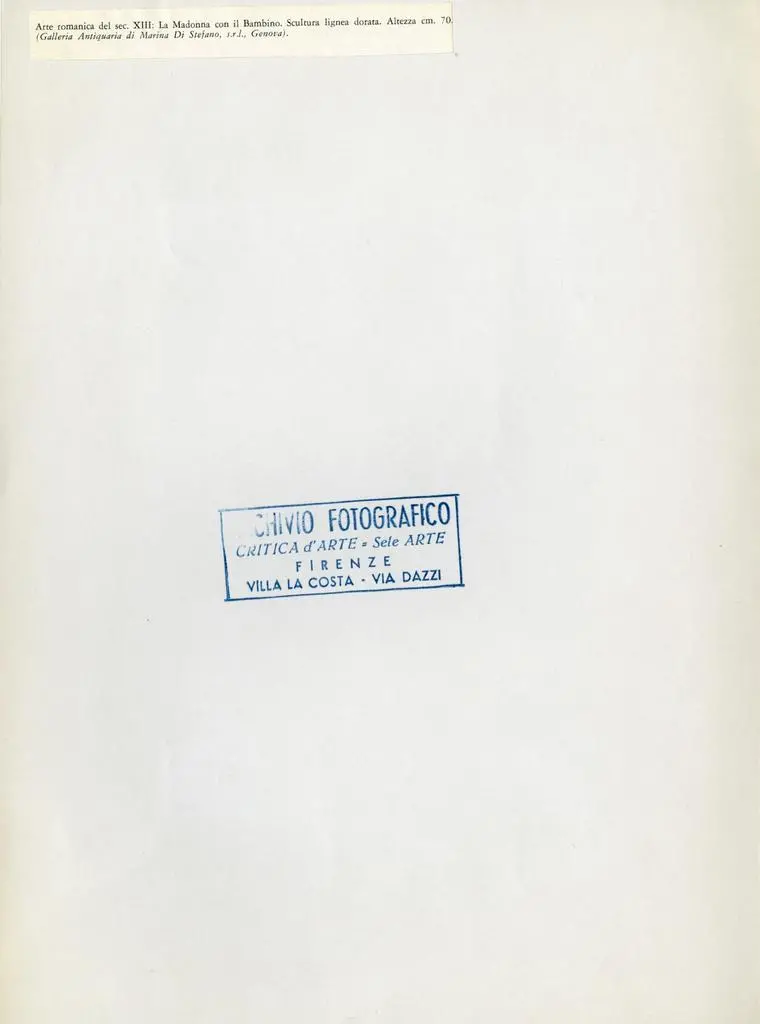 Arte romanica del sec. XIII: La Madonna con il Bambino. Scultura lignea dorata. Altezza cm. 70.
(Galleria Antiquaria di Marina Di Stefano, s.r.l., Genova).
CHIVIO FOTOGRAFICO
CRITICA d'ARTE = Sele ARTE
FIRENZE
VILLA LA COSTA - VIA DAZZI